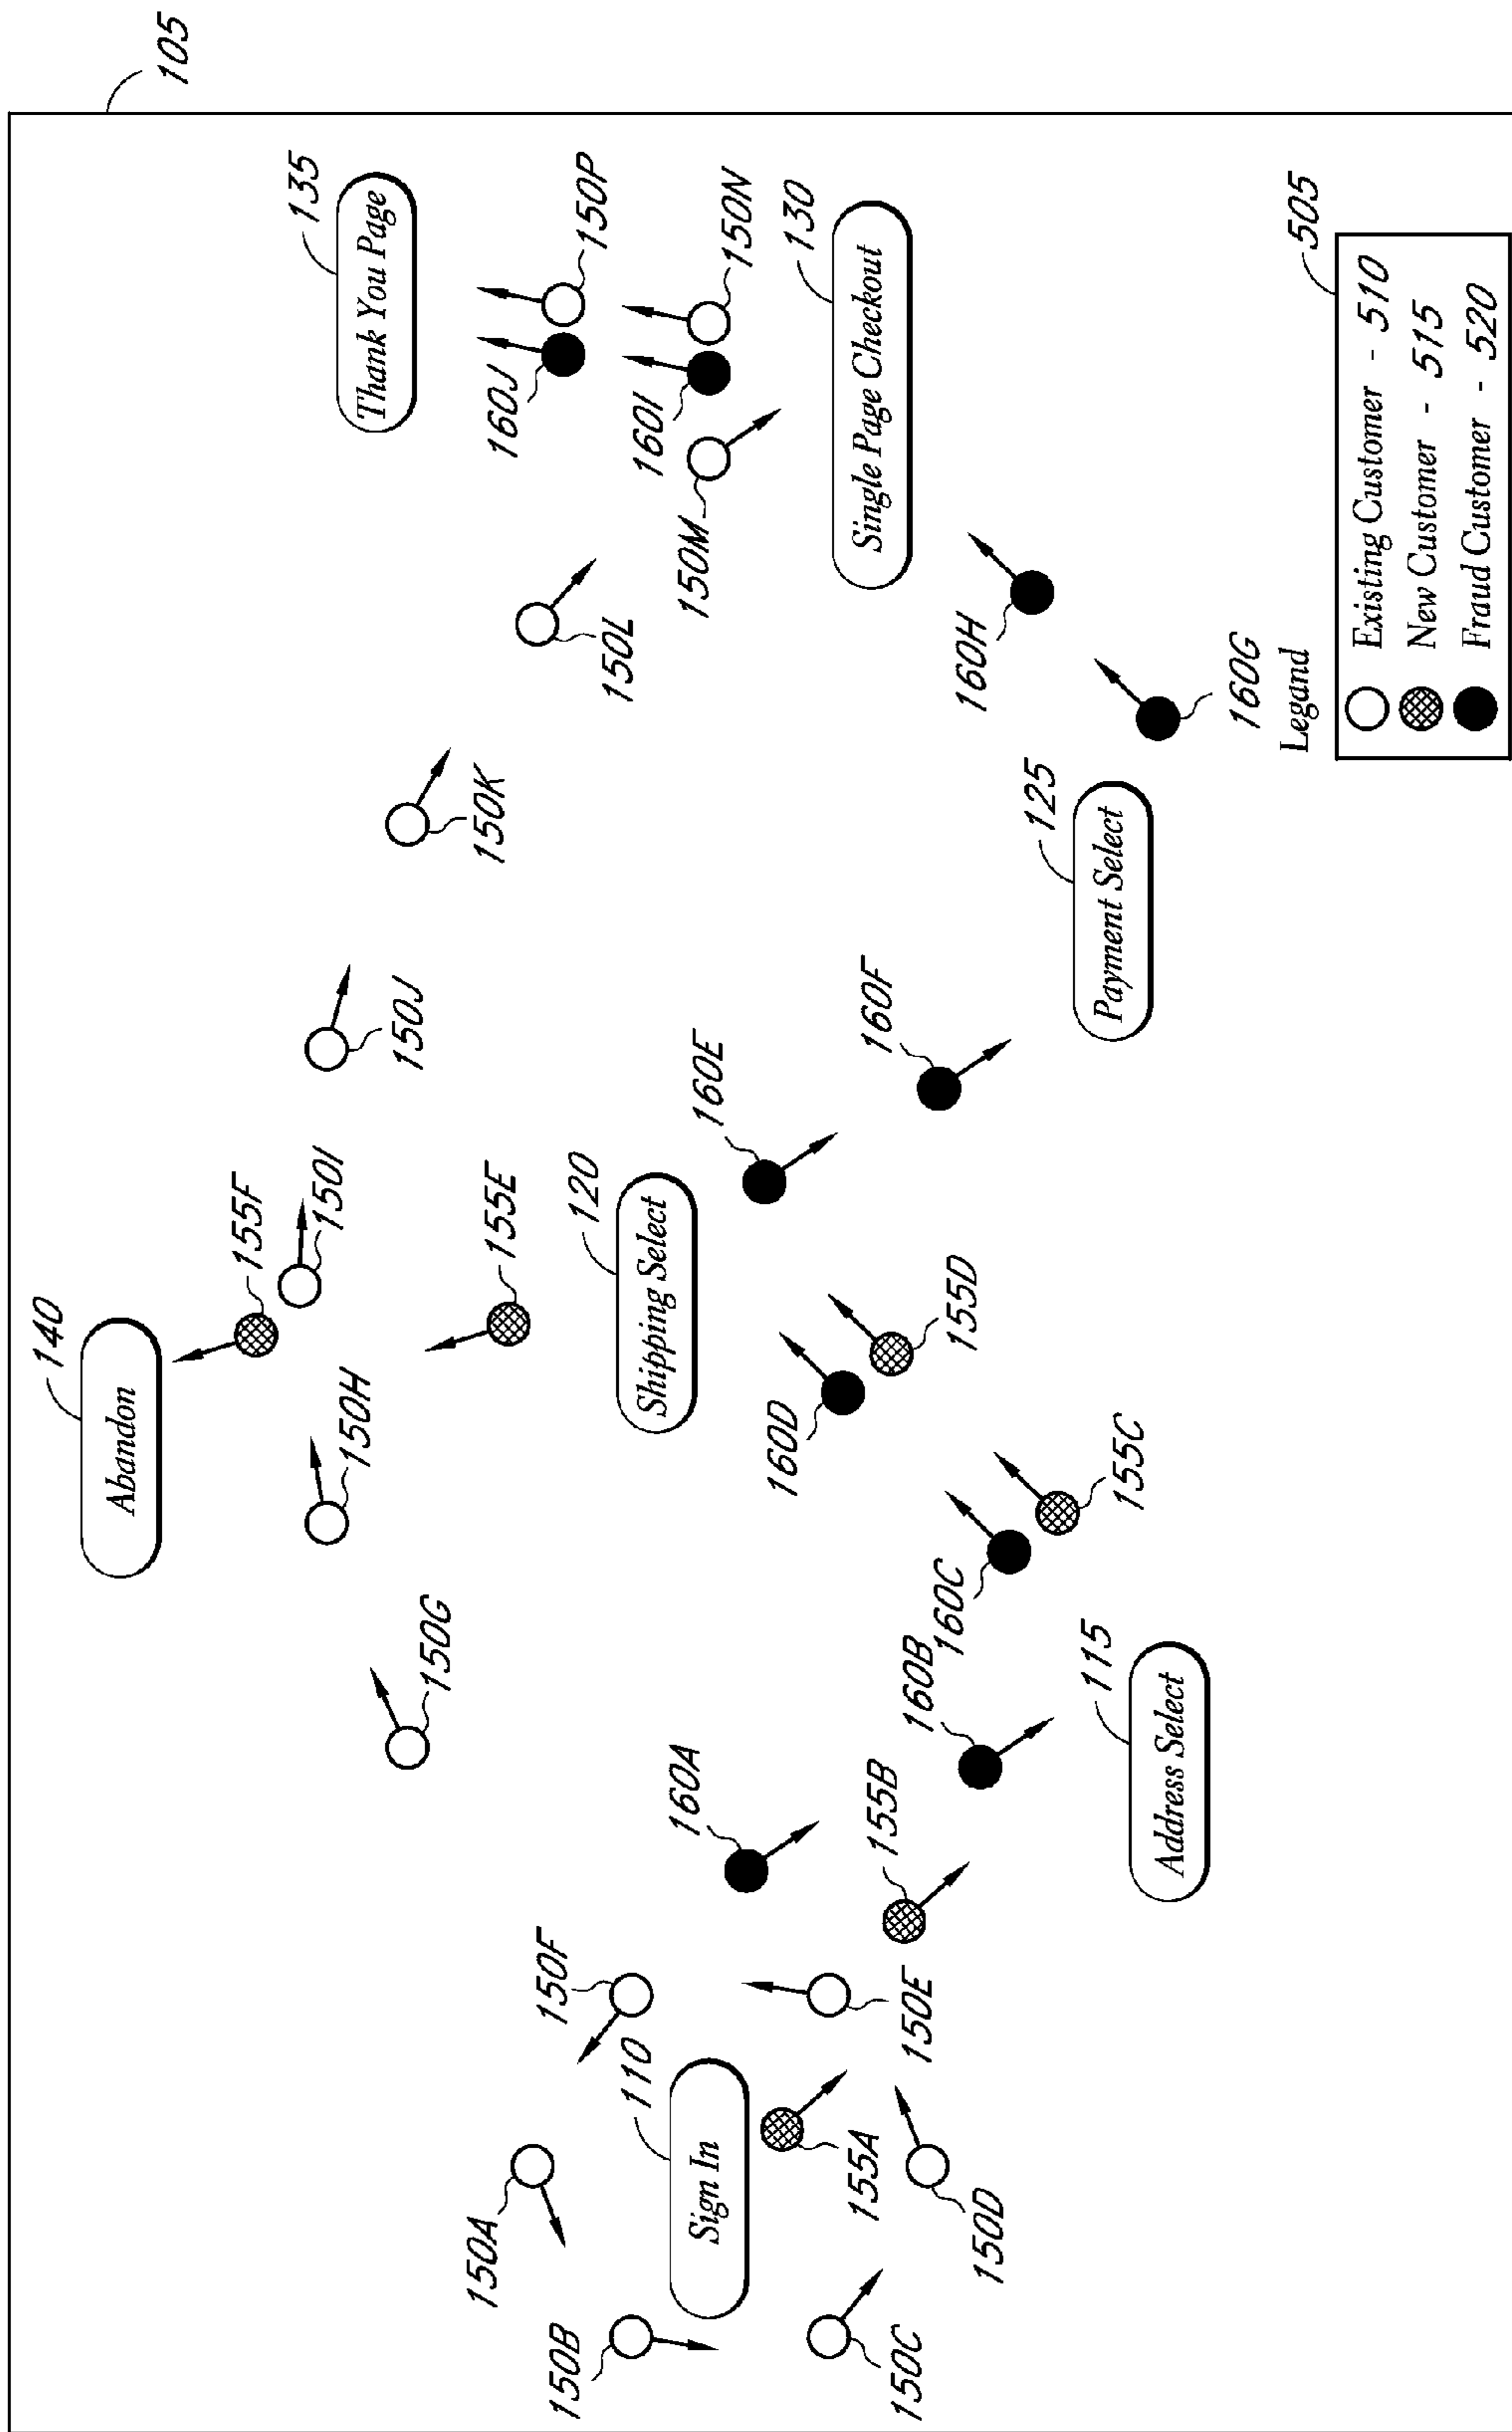 140
Abandon
105
155F
135
150I
150H
Thank You Page
150J
150G
150A
150K
155E
160J
150F
150B
120
150P
150L
110
160I
Shipping Select
160A
150M
Sign In
160E
150N
160D
130
155A
Single Page Checkout
160F
155B
150C
150E
160B
160C
155D
160H
150D
125
115
Payment Select
155C
Address Select
160G
Legand
505
Existing Customer - 510
New Customer - 515
Fraud Customer - 520